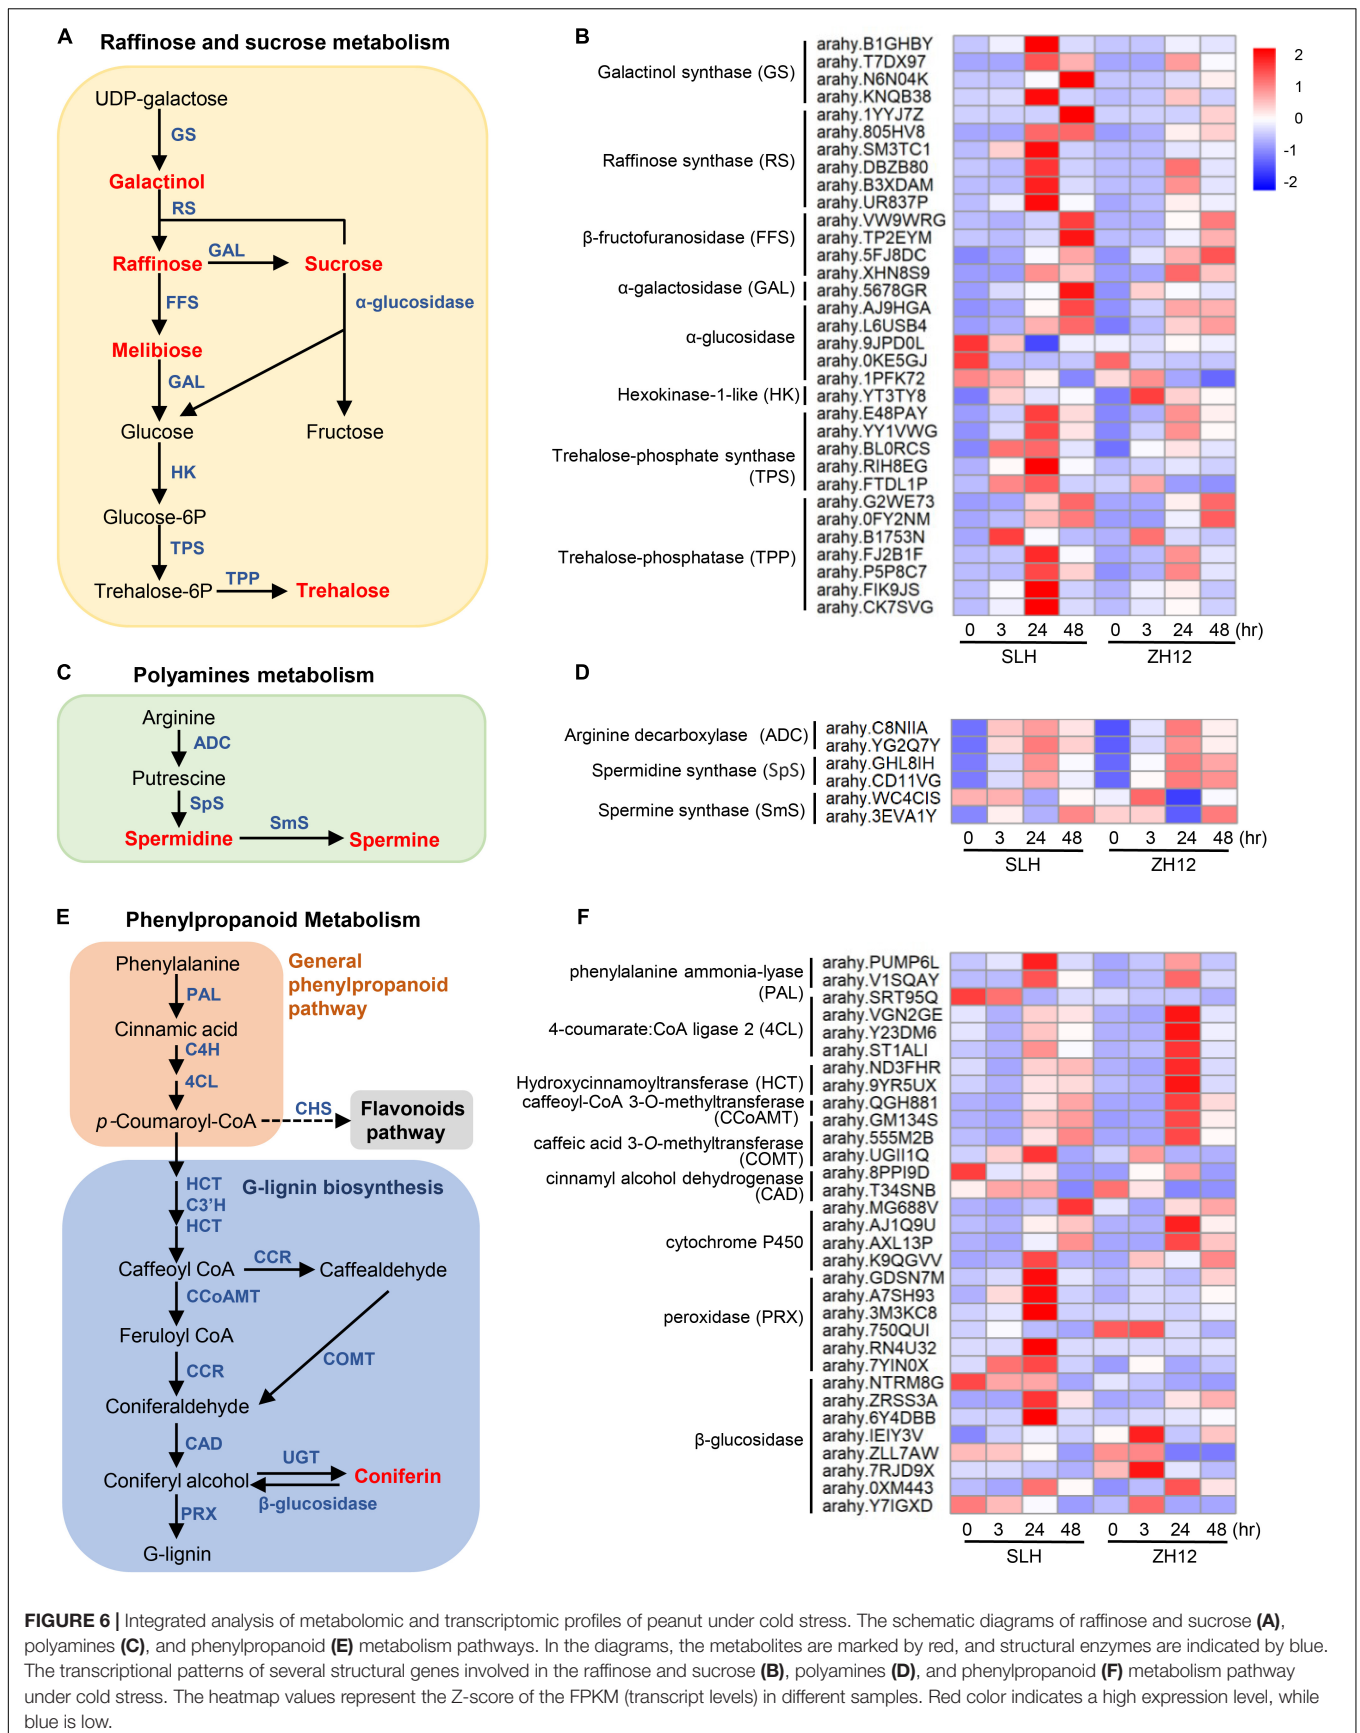 A Raffinose and sucrose metabolism
UDP-galactose
GS
Galactinol
RS
Raffinose GAL Sucrose
FFS α-glucosidase
Melibiose
GAL
Glucose Fructose
HK
Glucose-6P
TPS
Trehalose-6P TPP Trehalose
B
Galactinol synthase (GS)
Raffinose synthase (RS)
β-fructofuranosidase (FFS)
α-galactosidase (GAL)
α-glucosidase
Hexokinase-1-like (HK)
Trehalose-phosphate synthase
(TPS)
Trehalose-phosphatase (TPP)
arahy.B1GHBY
arahy.T7DX97
arahy.N6N04K
arahy.KNQB38
arahy.1YYJ7Z
arahy.805HV8
arahy.SM3TC1
arahy.DBZB80
arahy.B3XDAM
arahy.UR837P
arahy.VW9WRG
arahy.TP2EYM
arahy.5FJ8DC
arahy.XHN8S9
arahy.5678GR
arahy.AJ9HGA
arahy.L6USB4
arahy.9JPD0L
arahy.0KE5GJ
arahy.1PFK72
arahy.YT3TY8
arahy.E48PAY
arahy.YY1VWG
arahy.BL0RCS
arahy.RIH8EG
arahy.FTDL1P
arahy.G2WE73
arahy.0FY2NM
arahy.B1753N
arahy.FJ2B1F
arahy.P5P8C7
arahy.FIK9JS
arahy.CK7SVG
0 3 24 48 0 3 24 48 (hr)
SLH ZH12
2
1
0
-1
-2
C Polyamines metabolism
Arginine
ADC
Putrescine
SpS
Spermidine SmS Spermine
D
Arginine decarboxylase (ADC)
Spermidine synthase (SpS)
Spermine synthase (SmS)
arahy.C8NIIA
arahy.YG2Q7Y
arahy.GHL8IH
arahy.CD11VG
arahy.WC4CIS
arahy.3EVA1Y
0 3 24 48 0 3 24 48 (hr)
SLH ZH12
E Phenylpropanoid Metabolism
Phenylalanine
General
phenylpropanoid
pathway
PAL
Cinnamic acid
C4H
4CL
p-Coumaroyl-CoA CHS Flavonoids
pathway
HCT G-lignin biosynthesis
C3'H
HCT
Caffeoyl CoA CCR Caffealdehyde
CCoAMT
Feruloyl CoA
CCR COMT
Coniferaldehyde
CAD
Coniferyl alcohol UGT Coniferin
β-glucosidase
PRX
G-lignin
F
phenylalanine ammonia-lyase
(PAL)
4-coumarate:CoA ligase 2 (4CL)
Hydroxycinnamoyltransferase (HCT)
caffeoyl-CoA 3-O-methyltransferase
(CCoAMT)
caffeic acid 3-O-methyltransferase
(COMT)
cinnamyl alcohol dehydrogenase
(CAD)
cytochrome P450
peroxidase (PRX)
β-glucosidase
arahy.PUMP6L
arahy.V1SQAY
arahy.SRT95Q
arahy.VGN2GE
arahy.Y23DM6
arahy.ST1ALI
arahy.ND3FHR
arahy.9YR5UX
arahy.QGH881
arahy.GM134S
arahy.555M2B
arahy.UGII1Q
arahy.8PPI9D
arahy.T34SNB
arahy.MG688V
arahy.AJ1Q9U
arahy.AXL13P
arahy.K9QGVV
arahy.GDSN7M
arahy.A7SH93
arahy.3M3KC8
arahy.750QUI
arahy.RN4U32
arahy.7YIN0X
arahy.NTRM8G
arahy.ZRSS3A
arahy.6Y4DBB
arahy.IEIY3V
arahy.ZLL7AW
arahy.7RJD9X
arahy.0XM443
arahy.Y7IGXD
0 3 24 48 0 3 24 48 (hr)
SLH ZH12
FIGURE 6 | Integrated analysis of metabolomic and transcriptomic profiles of peanut under cold stress. The schematic diagrams of raffinose and sucrose (A),
polyamines (C), and phenylpropanoid (E) metabolism pathways. In the diagrams, the metabolites are marked by red, and structural enzymes are indicated by blue.
The transcriptional patterns of several structural genes involved in the raffinose and sucrose (B), polyamines (D), and phenylpropanoid (F) metabolism pathway
under cold stress. The heatmap values represent the Z-score of the FPKM (transcript levels) in different samples. Red color indicates a high expression level, while
blue is low.